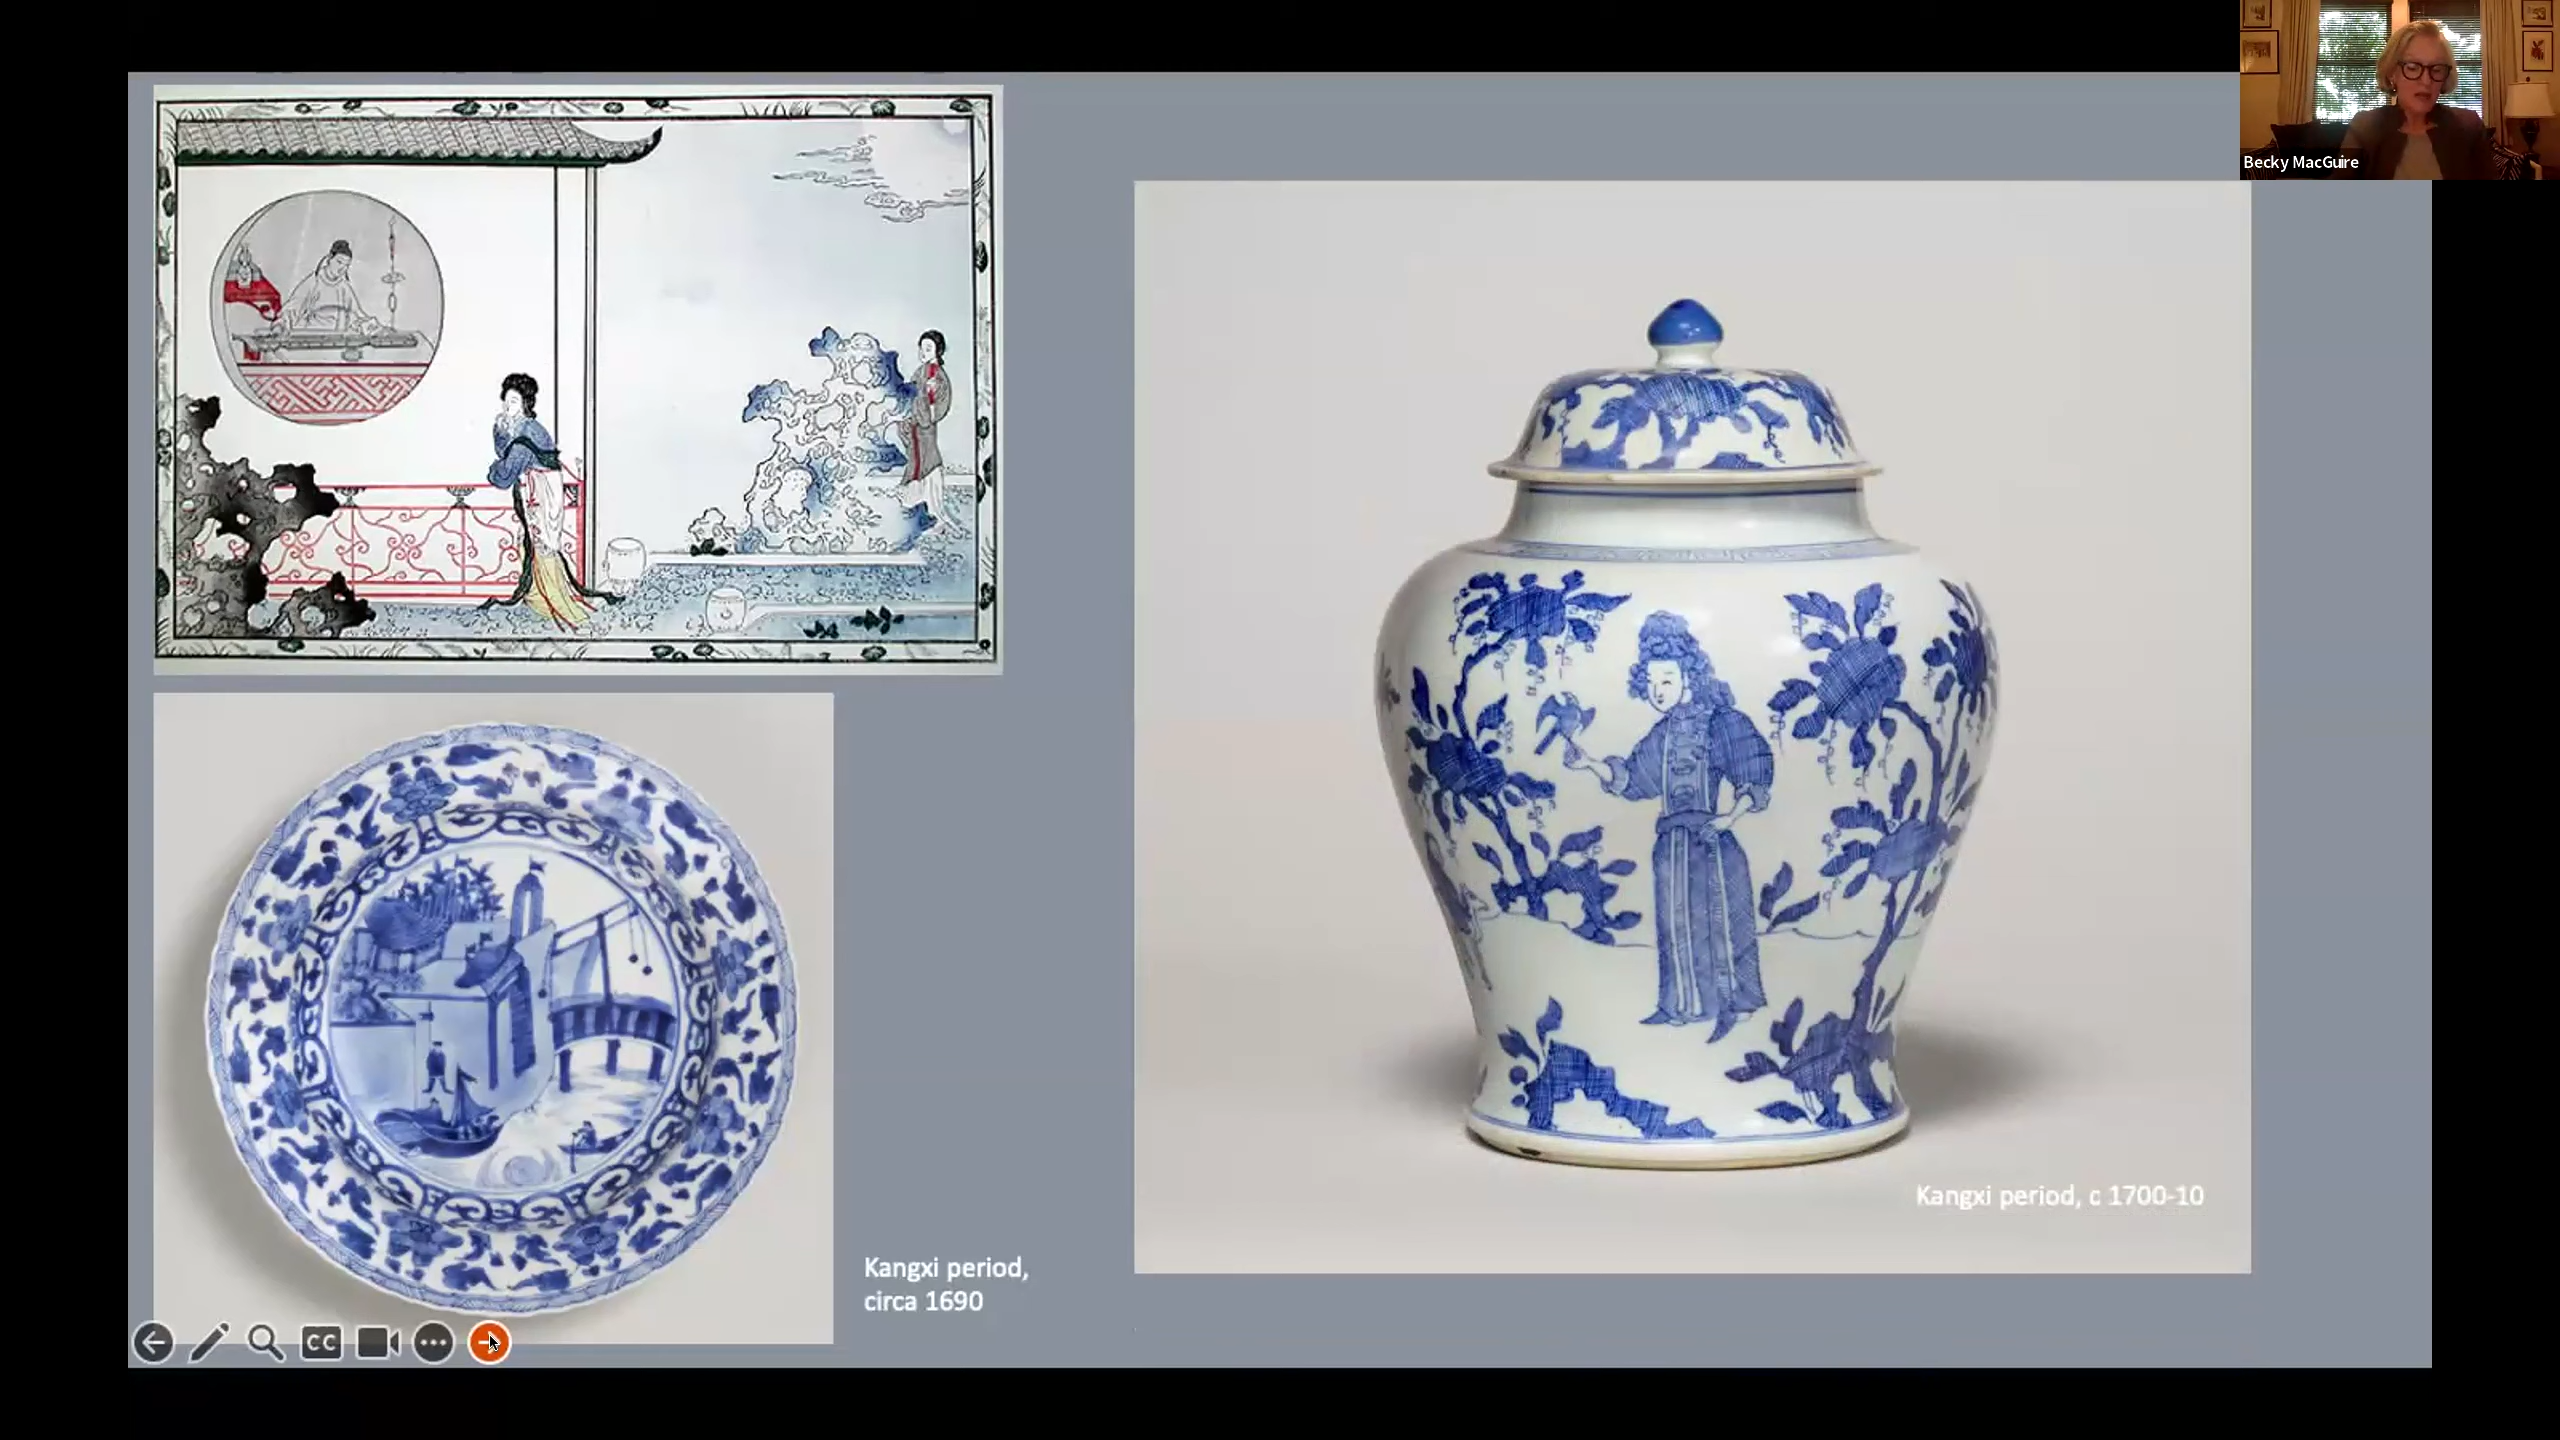 Becky MacGuire
Kangxi period, c 1700-10
Kangxi period,
circa 1690
CC